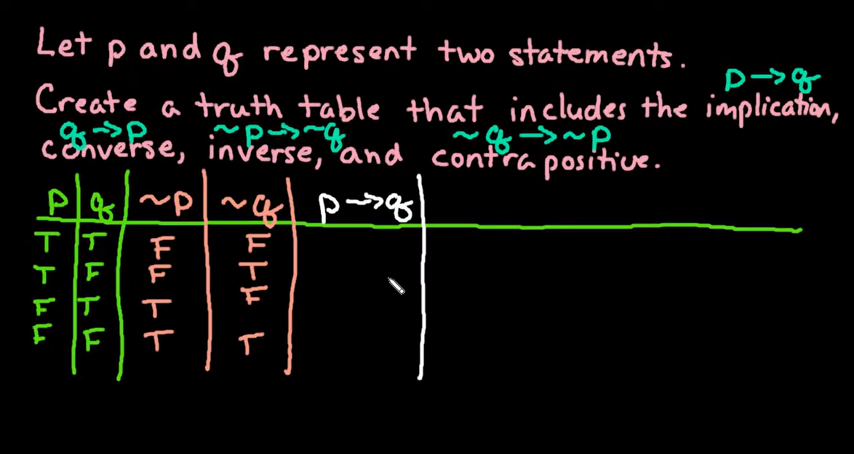 Let p and q represent two statements.
p → q
Create a truth table that includes the implication,
q → p ~p → ~q ~q → ~p
converse, inverse, and contrapositive.
p q ~p ~q p → q
T T F F
T F F T
F T T F
F F T T